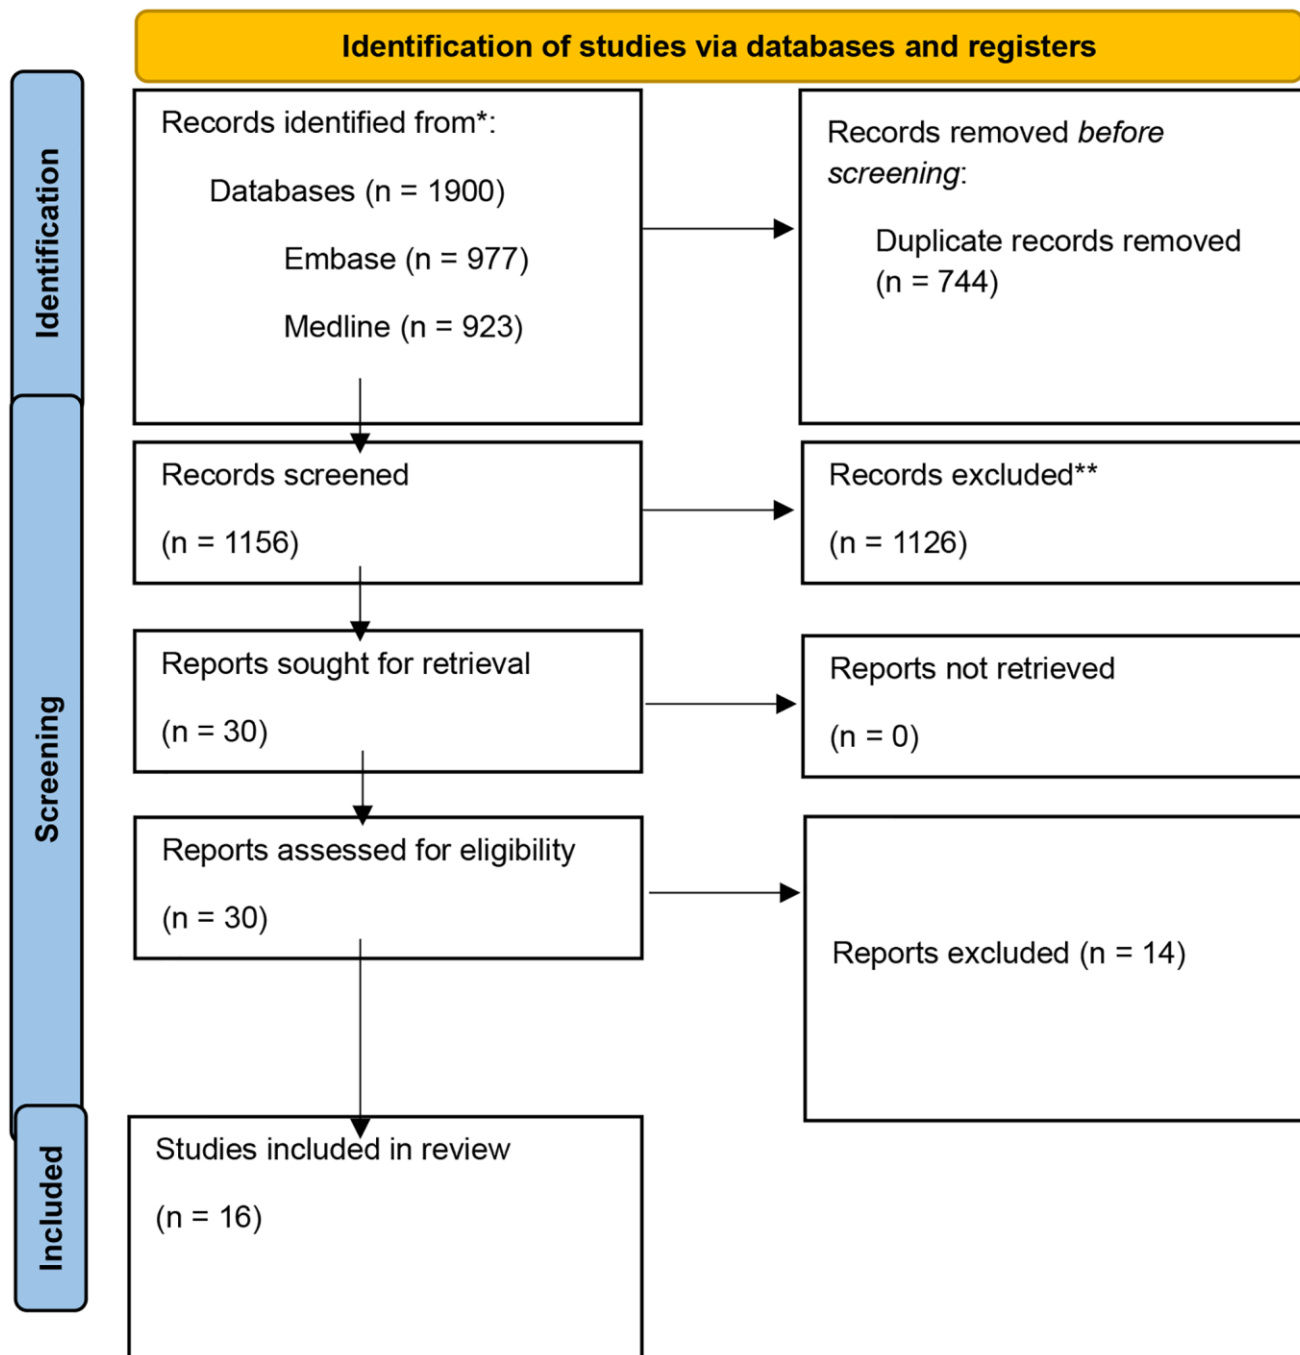 Identification of studies via databases and registers
Identification
Records identified from*:
Databases (n = 1900)
Embase (n = 977)
Medline (n = 923)
Records removed before
screening:
Duplicate records removed
(n = 744)
Screening
Records screened
(n = 1156)
Records excluded**
(n = 1126)
Reports sought for retrieval
(n = 30)
Reports not retrieved
(n = 0)
Reports assessed for eligibility
(n = 30)
Reports excluded (n = 14)
Included
Studies included in review
(n = 16)